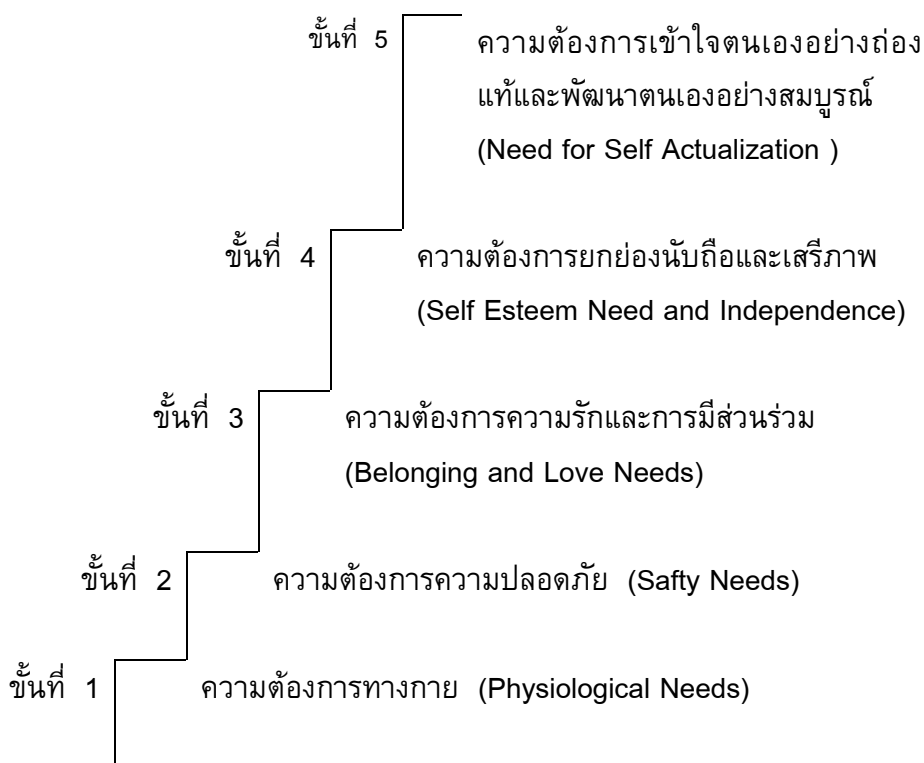 ขั้นที่ 5 ความต้องการเข้าใจตนเองอย่างถ่อง
แท้และพัฒนาตนเองอย่างสมบูรณ์
(Need for Self Actualization )
ขั้นที่ 4 ความต้องการยกย่องนับถือและเสรีภาพ
(Self Esteem Need and Independence)
ขั้นที่ 3 ความต้องการความรักและการมีส่วนร่วม
(Belonging and Love Needs)
ขั้นที่ 2 ความต้องการความปลอดภัย (Safty Needs)
ขั้นที่ 1 ความต้องการทางกาย (Physiological Needs)